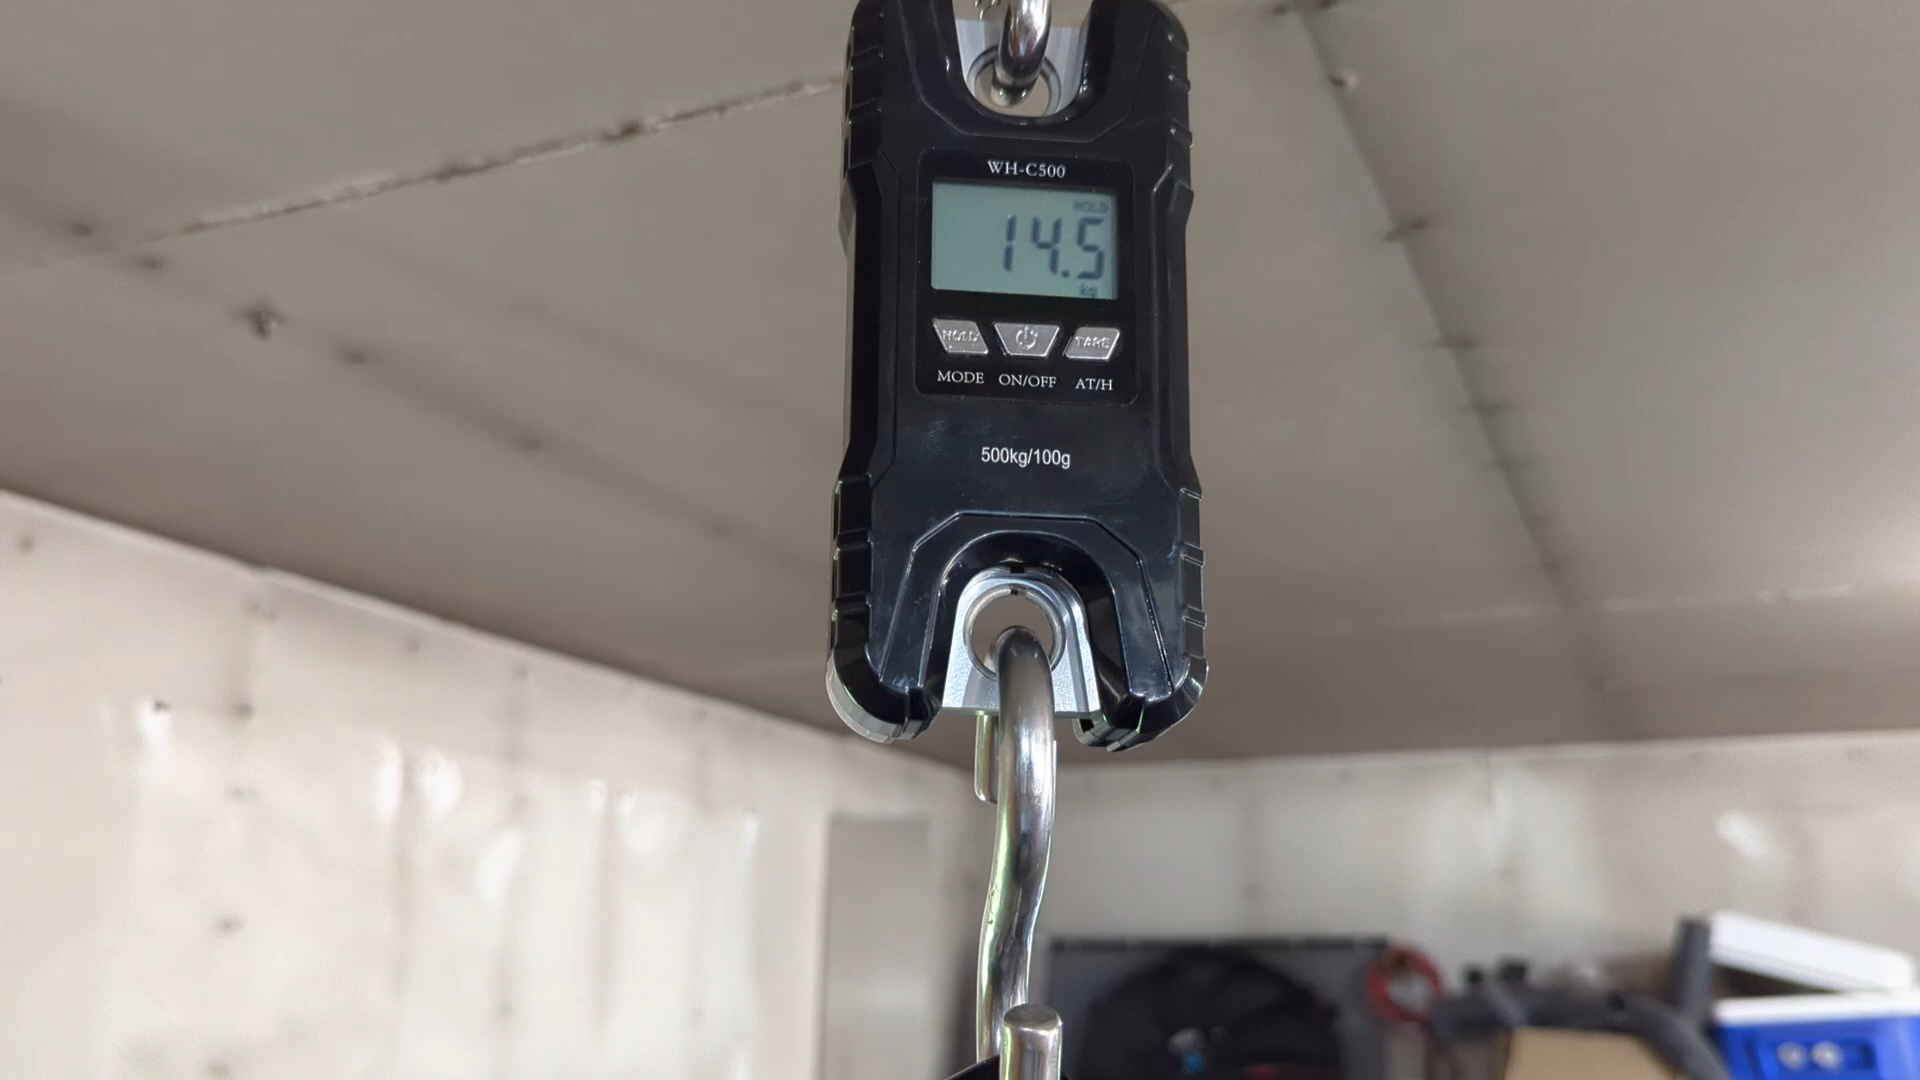 WH-C500
HOLD
14.5
kg
HOLD TARE
MODE ON/OFF AT/H
500kg/100g